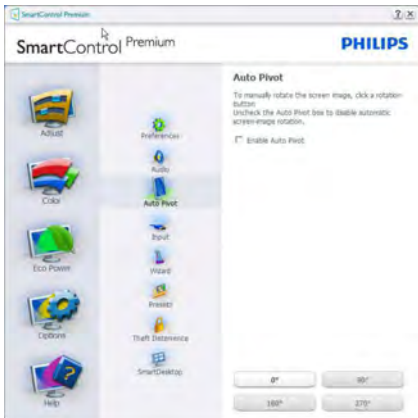 SmartControl Premium
SmartControl Premium
PHILIPS
Adjust
Color
Eco Power
Options
Help
Preferences
Audio
Auto Pivot
Input
Wizard
Presets
Theft Deterrence
SmartDesktop
Auto Pivot
To manually rotate the screen image, click a rotation
button
Uncheck the Auto Pivot box to disable automatic
screen-image rotation.
Enable Auto Pivot
0° 90°
180° 270°